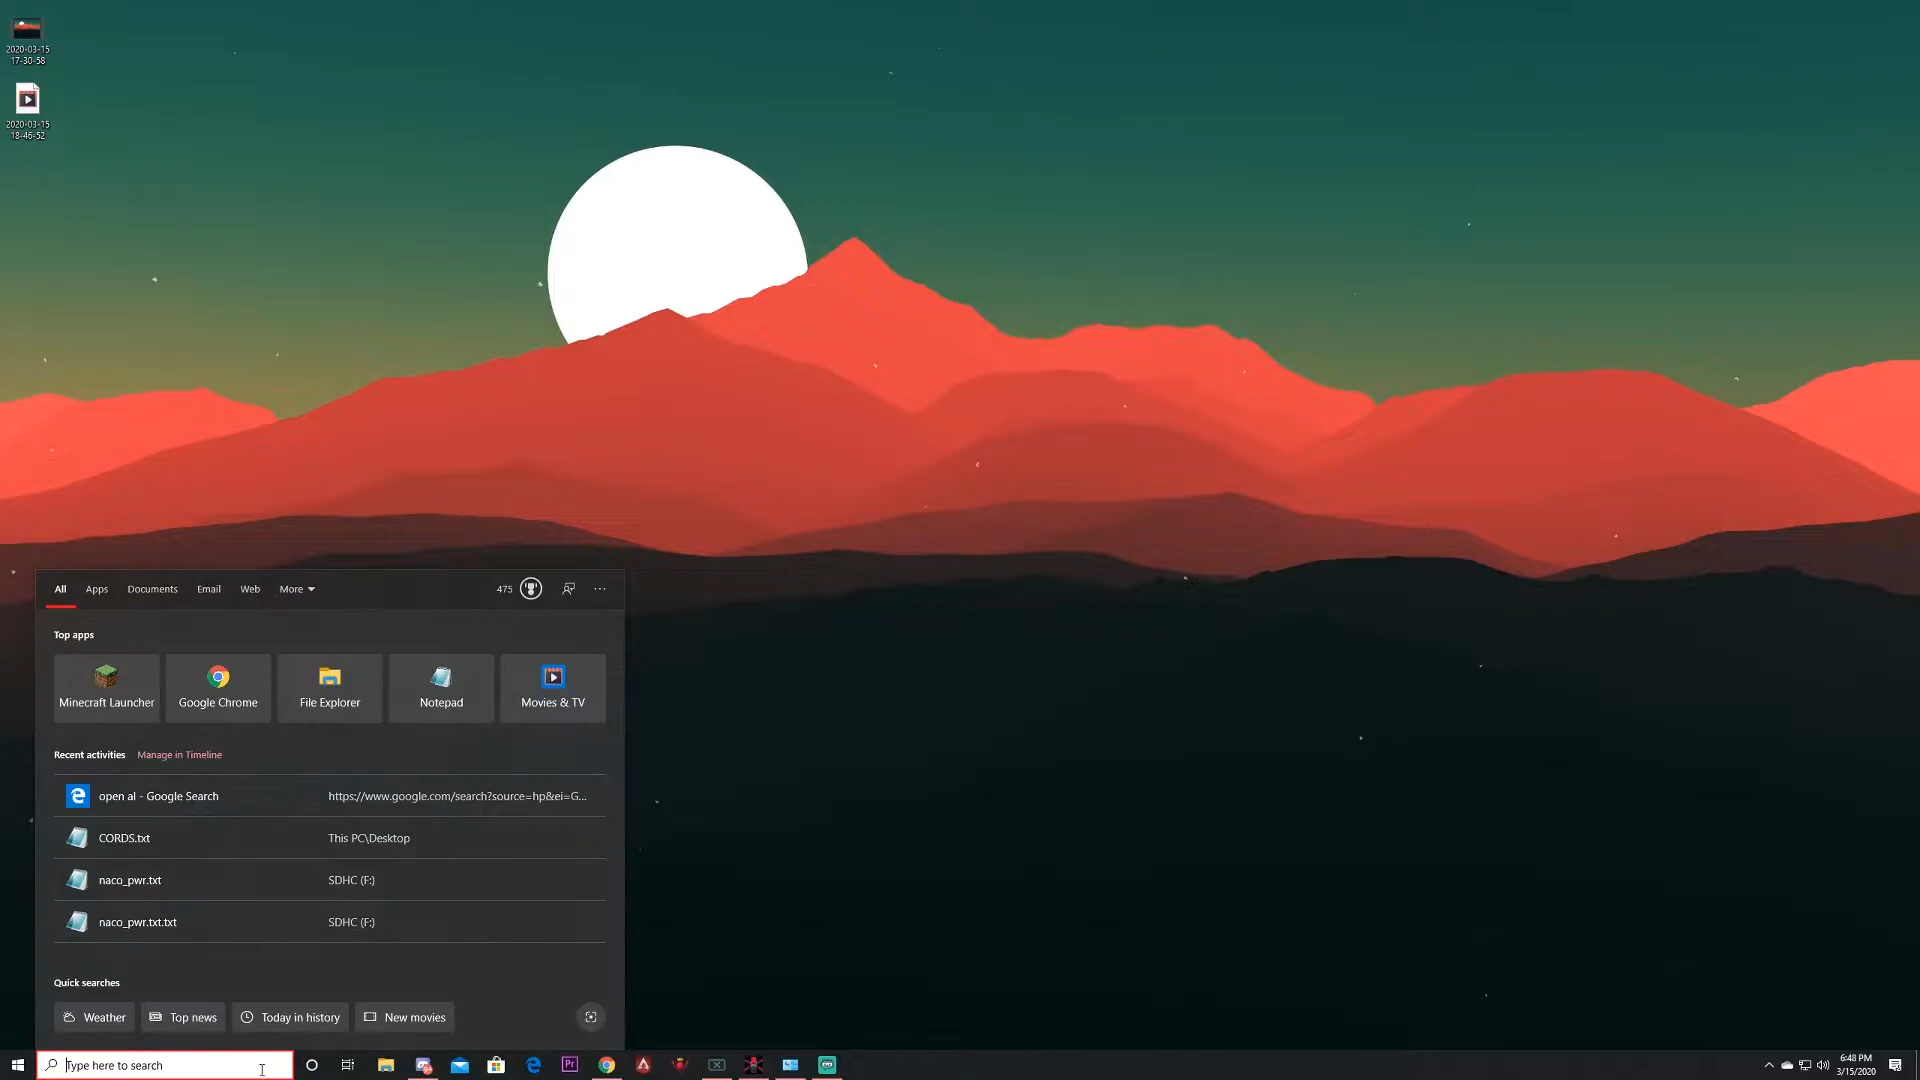 2020-03-15
17-30-58
2020-03-15
18-46-52
All Apps Documents Email Web More 475 ...
Top apps
Minecraft Launcher Google Chrome File Explorer Notepad Movies & TV
Recent activities Manage in Timeline
open al - Google Search https://www.google.com/search?source=hp&ei=G...
CORDS.txt This PC\Desktop
naco_pwr.txt SDHC (F:)
naco_pwr.txt.txt SDHC (F:)
Quick searches
Weather Top news Today in history New movies
Type here to search Pr 6:48 PM
3/15/2020